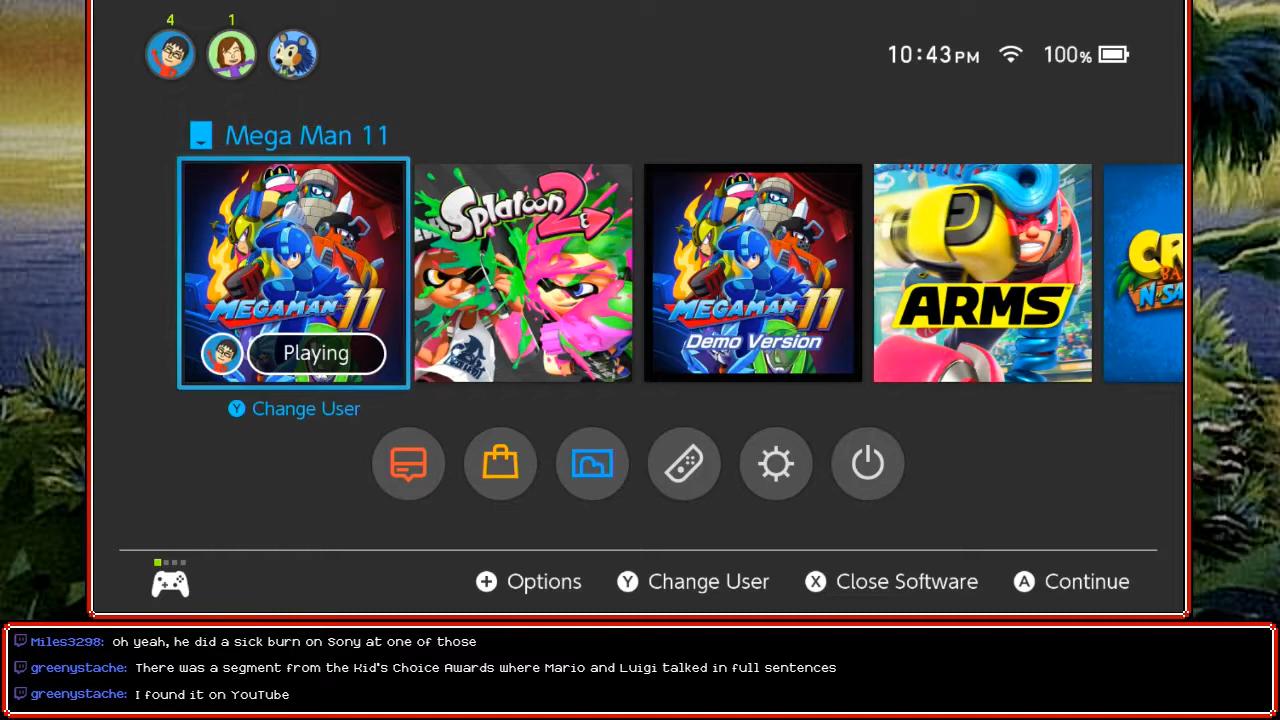 4 1
10:43PM 100%
Mega Man 11
MEGAMAN 11
Playing
Splatoon 2
MEGAMAN 11
Demo Version
ARMS
CR
BA
N. SA
Y Change User
+ Options Y Change User X Close Software A Continue
Miles3298: oh yeah, he did a sick burn on Sony at one of those
greenystache: There was a segment from the Kid's Choice Awards where Mario and Luigi talked in full sentences
greenystache: I found it on YouTube